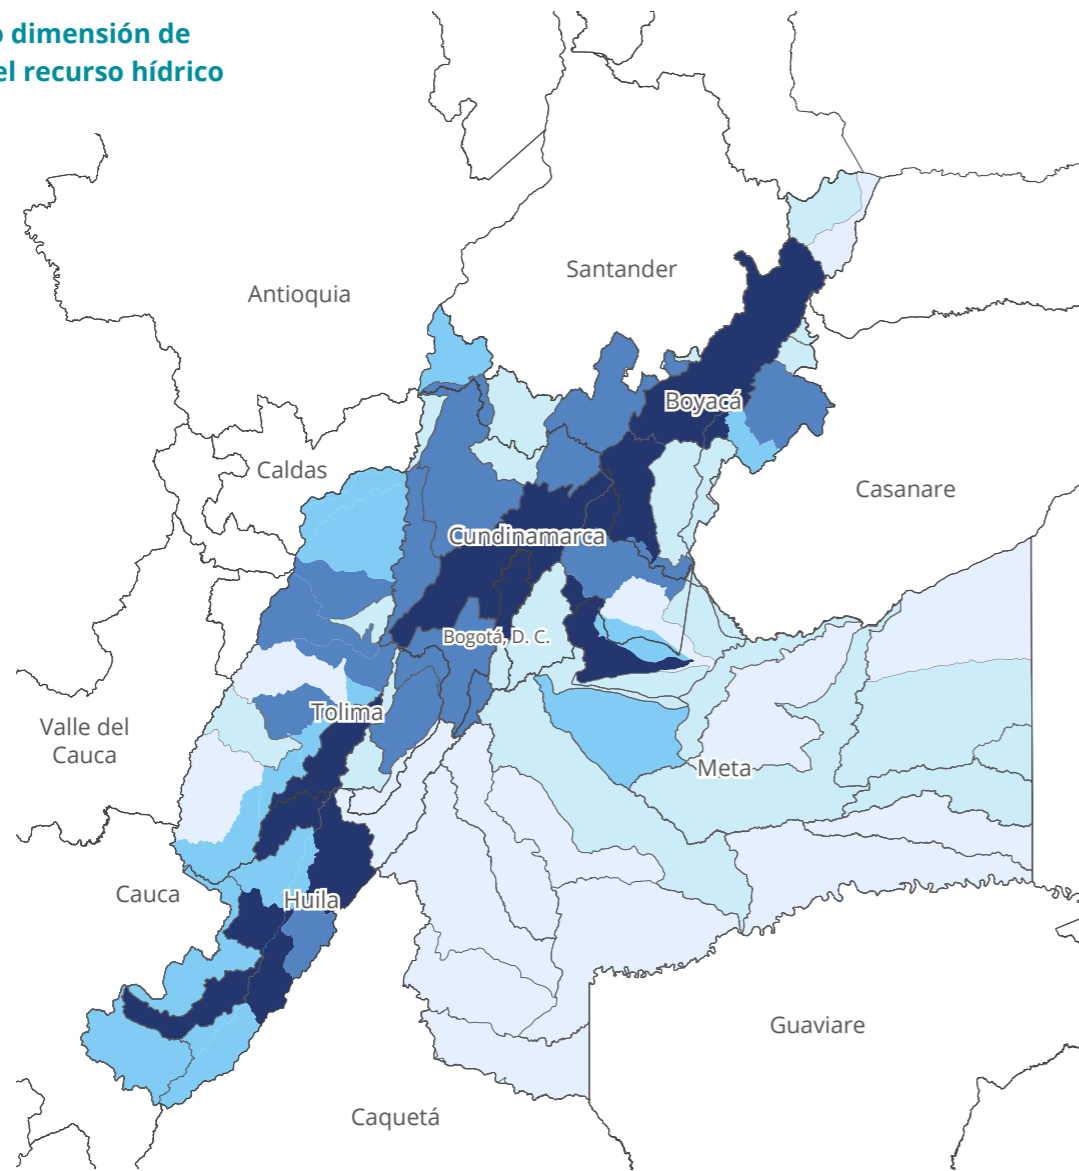 o dimensión de
el recurso hídrico
Santander
Antioquia
Boyacá
Caldas
Casanare
Cundinamarca
Bogotá, D. C.
Tolima
Valle del
Cauca
Meta
Cauca
Huila
Guaviare
Caquetá